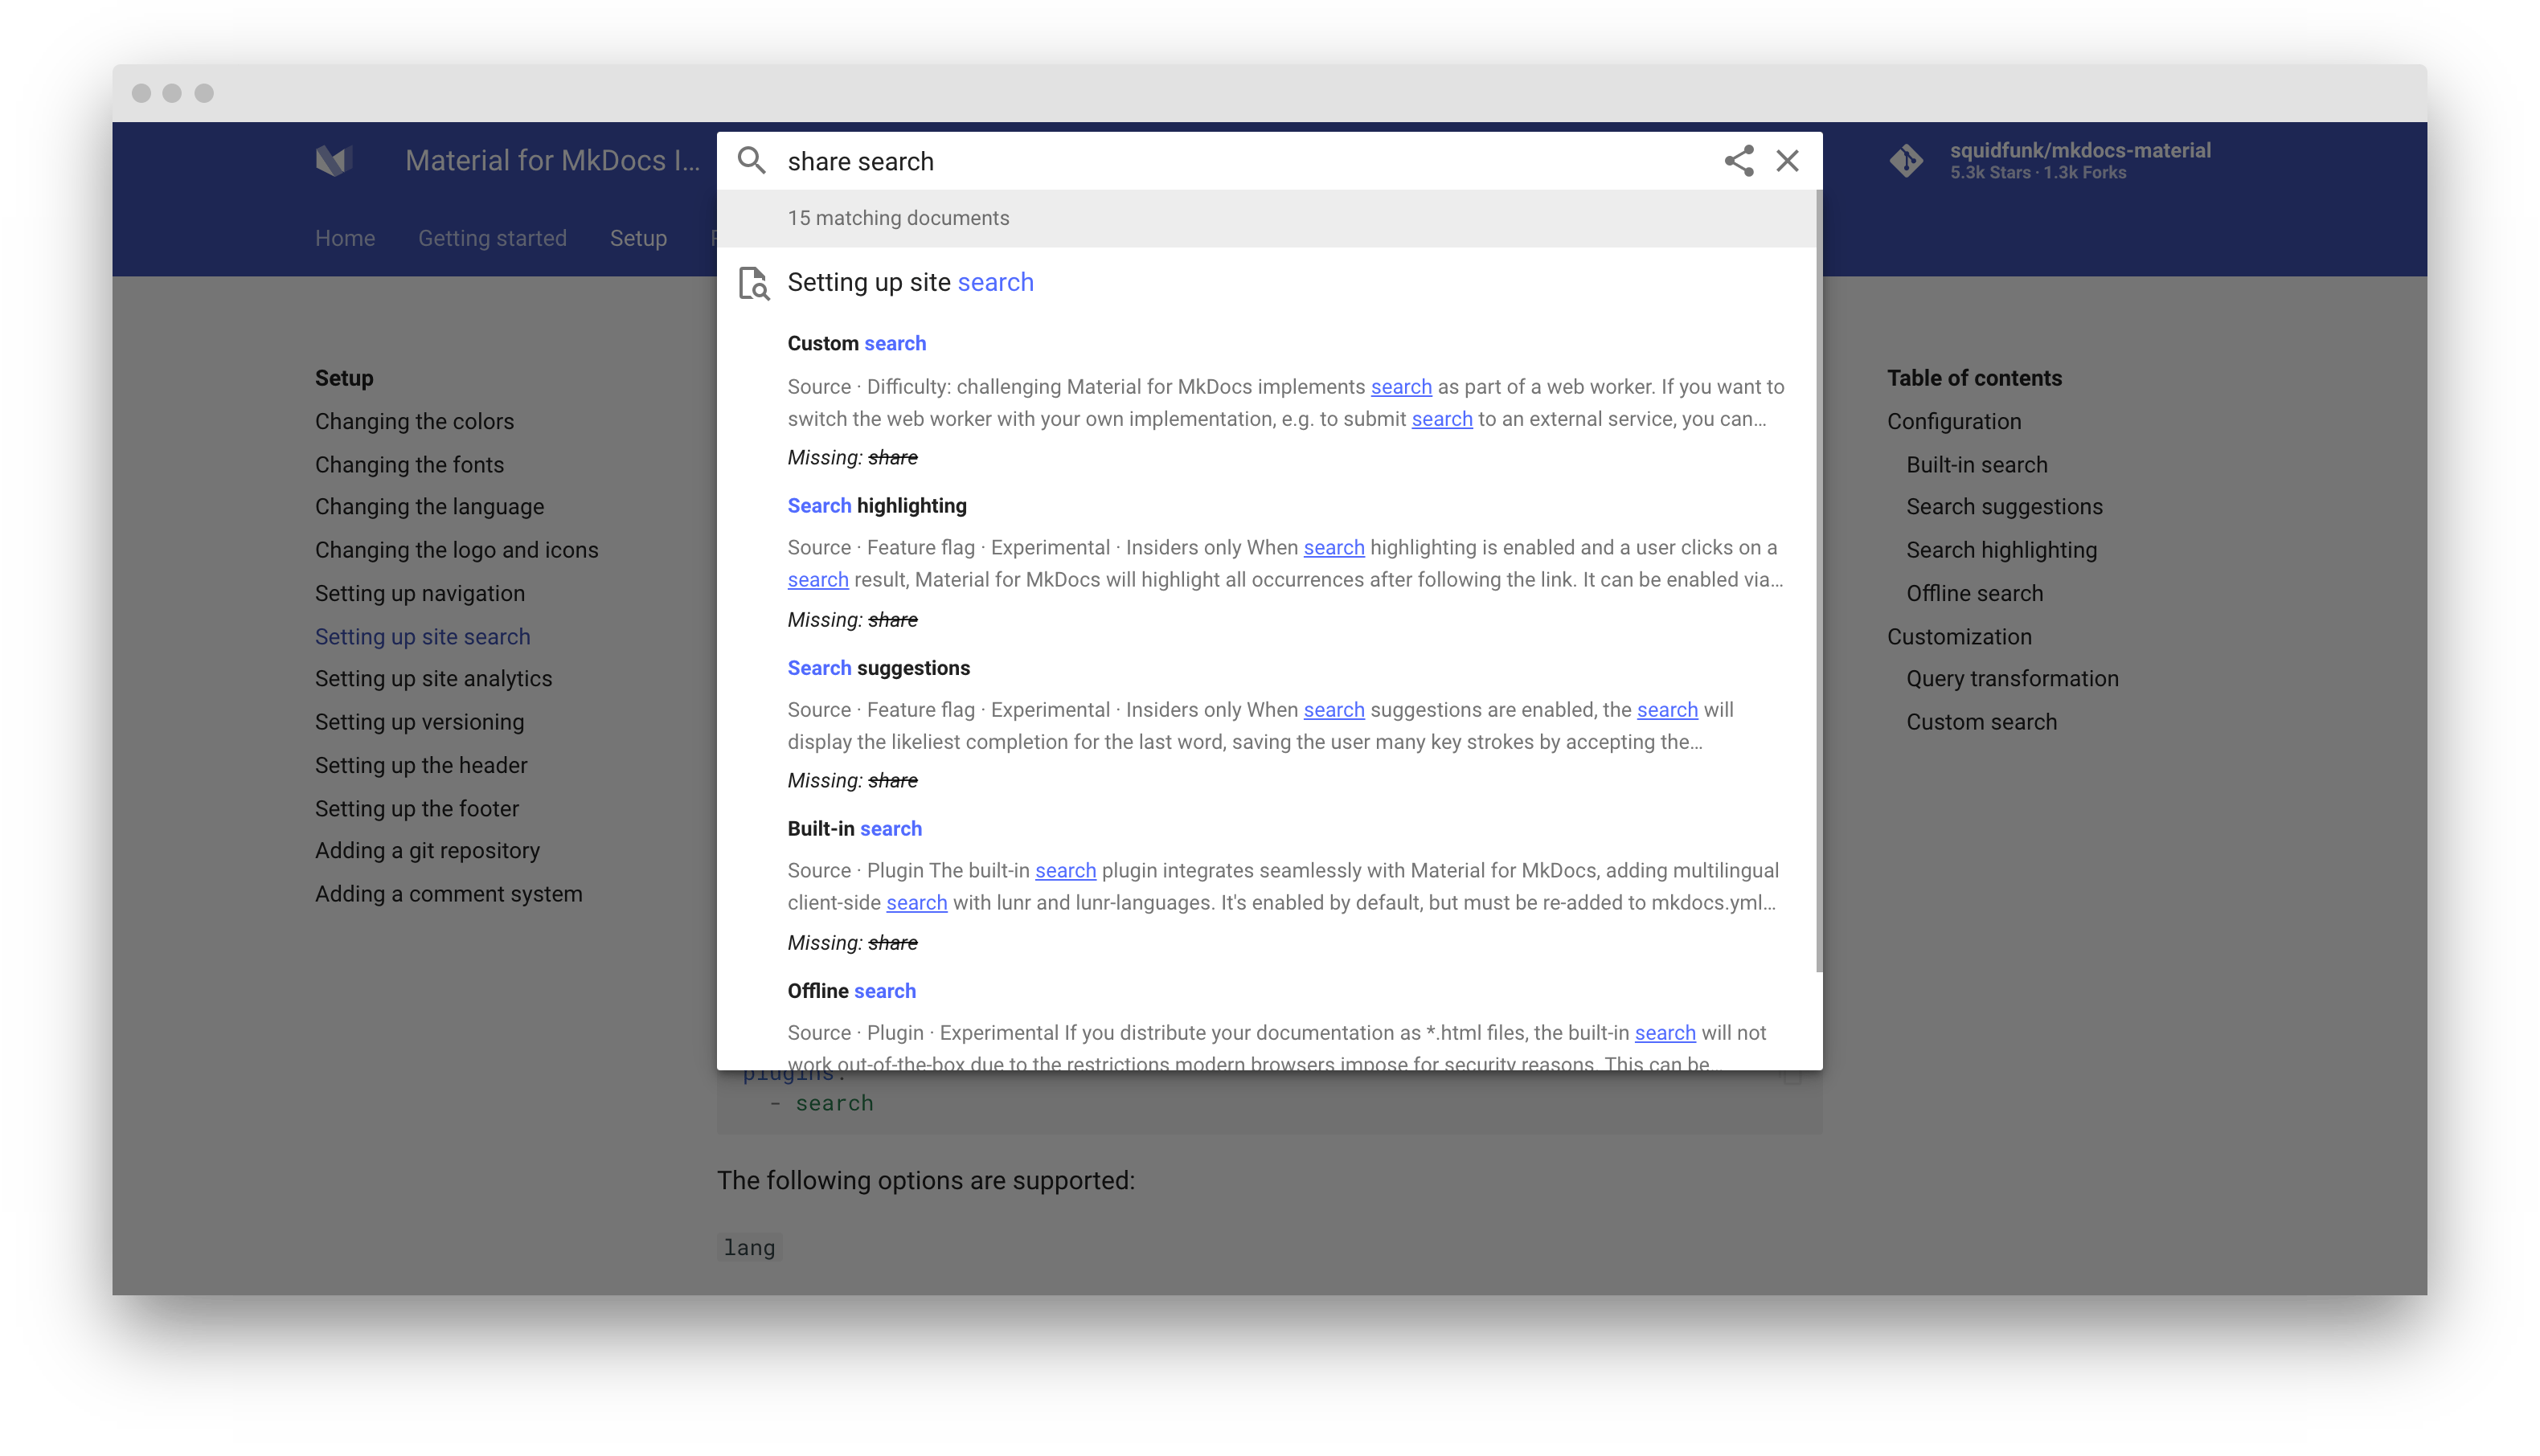 Material for MkDocs I...
share search
squidfunk/mkdocs-material
5.3k Stars · 1.3k Forks
Home
Getting started
Setup
15 matching documents
Setting up site search
Custom search
Source · Difficulty: challenging Material for MkDocs implements search as part of a web worker. If you want to
switch the web worker with your own implementation, e.g. to submit search to an external service, you can...
Missing: share
Search highlighting
Source · Feature flag · Experimental · Insiders only When search highlighting is enabled and a user clicks on a
search result, Material for MkDocs will highlight all occurrences after following the link. It can be enabled via...
Missing: share
Search suggestions
Source · Feature flag · Experimental · Insiders only When search suggestions are enabled, the search will
display the likeliest completion for the last word, saving the user many key strokes by accepting the...
Missing: share
Built-in search
Source · Plugin The built-in search plugin integrates seamlessly with Material for MkDocs, adding multilingual
client-side search with lunr and lunr-languages. It's enabled by default, but must be re-added to mkdocs.yml...
Missing: share
Offline search
Source · Plugin · Experimental If you distribute your documentation as *.html files, the built-in search will not
work out-of-the-box due to the restrictions modern browsers impose for security reasons. This can be...
Setup
Changing the colors
Changing the fonts
Changing the language
Changing the logo and icons
Setting up navigation
Setting up site search
Setting up site analytics
Setting up versioning
Setting up the header
Setting up the footer
Adding a git repository
Adding a comment system
plugins:
- search
The following options are supported:
lang
Table of contents
Configuration
Built-in search
Search suggestions
Search highlighting
Offline search
Customization
Query transformation
Custom search